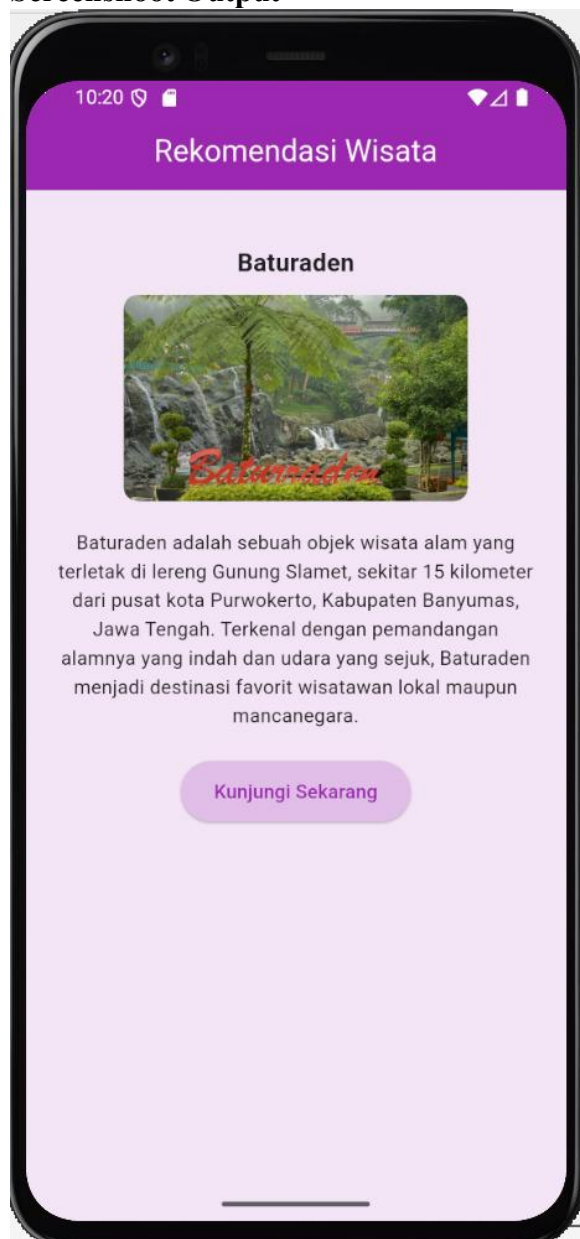 Screenshoot Output
10:20
Rekomendasi Wisata
Baturaden
Baturraden
Baturaden adalah sebuah objek wisata alam yang
terletak di lereng Gunung Slamet, sekitar 15 kilometer
dari pusat kota Purwokerto, Kabupaten Banyumas,
Jawa Tengah. Terkenal dengan pemandangan
alamnya yang indah dan udara yang sejuk, Baturaden
menjadi destinasi favorit wisatawan lokal maupun
mancanegara.
Kunjungi Sekarang